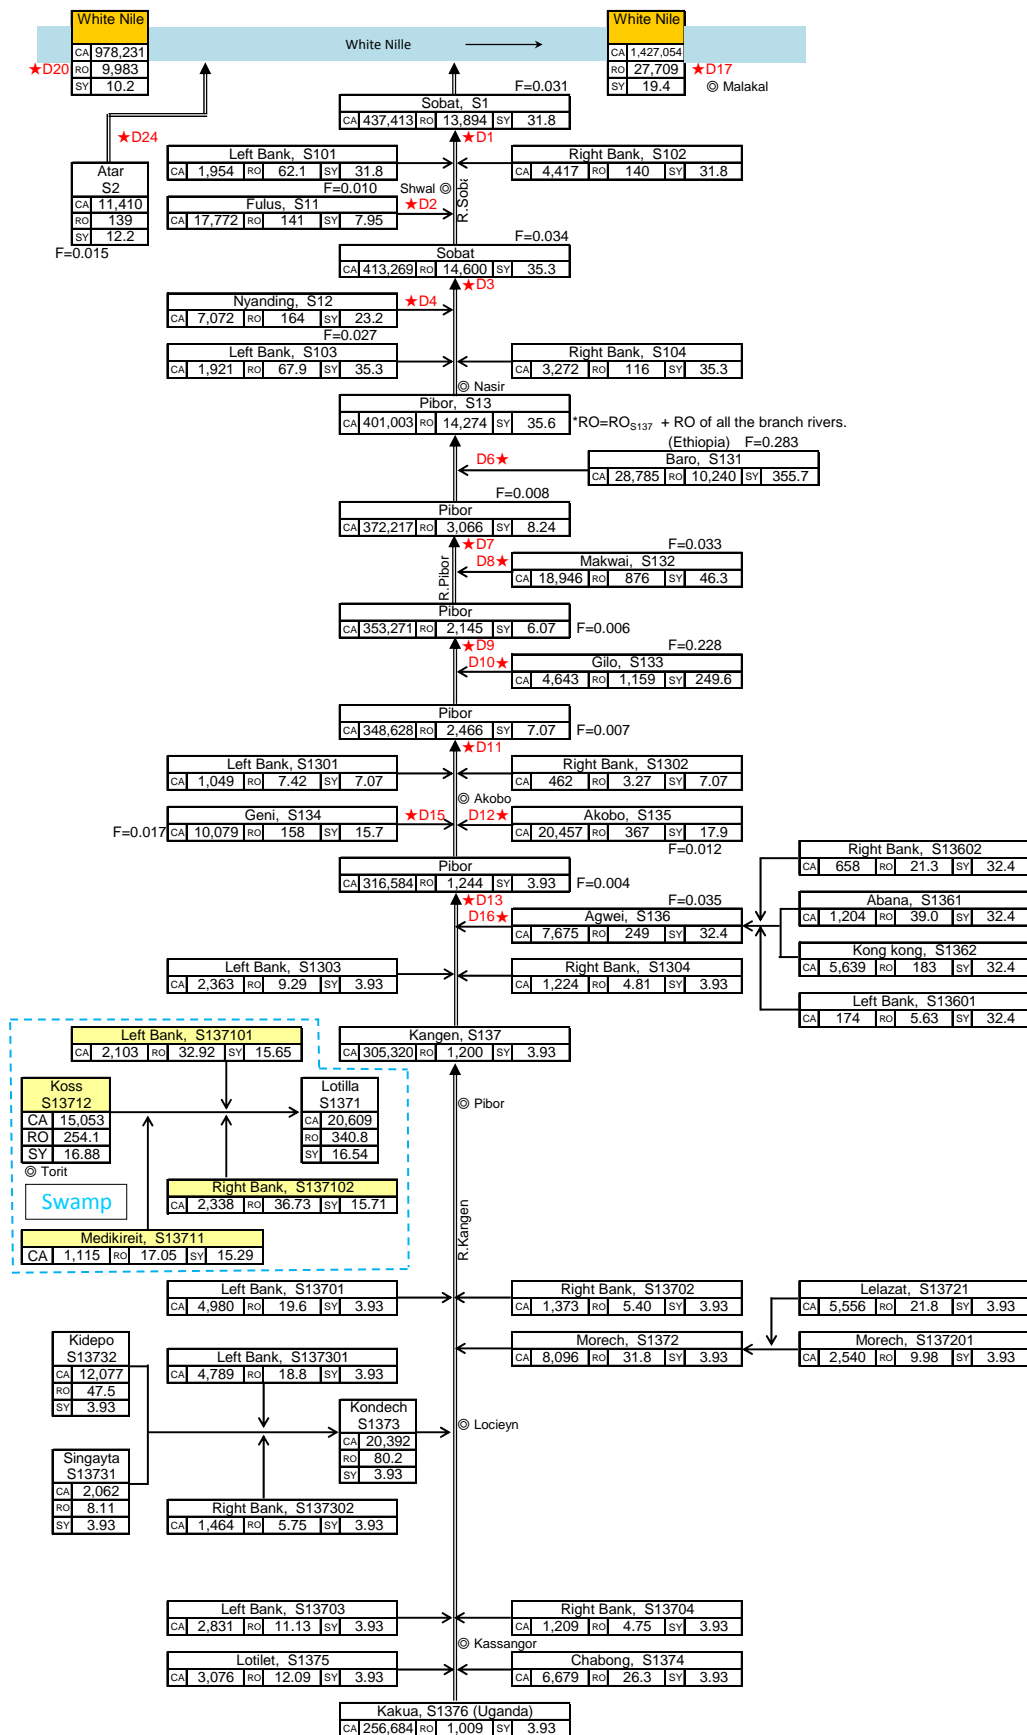 White Nile
CA 978,231
RO 9,983
SY 10.2
★D20
White Nille
White Nile
CA 1,427,054
RO 27,709
SY 19.4
★D17
◎ Malakal
F=0.031
Sobat, S1
CA 437,413 RO 13,894 SY 31.8
★D1
★D24
Atar
S2
CA 11,410
RO 139
SY 12.2
F=0.015
Left Bank, S101
CA 1,954 RO 62.1 SY 31.8
Right Bank, S102
CA 4,417 RO 140 SY 31.8
F=0.010
Shwal ◎
Fulus, S11
CA 17,772 RO 141 SY 7.95
★D2
R.Soba
F=0.034
Sobat
CA 413,269 RO 14,600 SY 35.3
★D3
Nyanding, S12
CA 7,072 RO 164 SY 23.2
★D4
F=0.027
Left Bank, S103
CA 1,921 RO 67.9 SY 35.3
Right Bank, S104
CA 3,272 RO 116 SY 35.3
◎ Nasir
Pibor, S13
CA 401,003 RO 14,274 SY 35.6
*RO=ROS137 + RO of all the branch rivers.
(Ethiopia) F=0.283
D6★
Baro, S131
CA 28,785 RO 10,240 SY 355.7
F=0.008
Pibor
CA 372,217 RO 3,066 SY 8.24
★D7
F=0.033
D8★
Makwai, S132
CA 18,946 RO 876 SY 46.3
R.Pibor
Pibor
CA 353,271 RO 2,145 SY 6.07
F=0.006
★D9
F=0.228
D10★
Gilo, S133
CA 4,643 RO 1,159 SY 249.6
Pibor
CA 348,628 RO 2,466 SY 7.07
F=0.007
★D11
Left Bank, S1301
CA 1,049 RO 7.42 SY 7.07
Right Bank, S1302
CA 462 RO 3.27 SY 7.07
◎ Akobo
Geni, S134
F=0.017 CA 10,079 RO 158 SY 15.7
★D15
D12★
Akobo, S135
CA 20,457 RO 367 SY 17.9
F=0.012
Pibor
CA 316,584 RO 1,244 SY 3.93
F=0.004
★D13
F=0.035
D16★
Agwei, S136
CA 7,675 RO 249 SY 32.4
Right Bank, S13602
CA 658 RO 21.3 SY 32.4
Abana, S1361
CA 1,204 RO 39.0 SY 32.4
Kong kong, S1362
CA 5,639 RO 183 SY 32.4
Left Bank, S13601
CA 174 RO 5.63 SY 32.4
Left Bank, S1303
CA 2,363 RO 9.29 SY 3.93
Right Bank, S1304
CA 1,224 RO 4.81 SY 3.93
Kangen, S137
CA 305,320 RO 1,200 SY 3.93
Left Bank, S137101
CA 2,103 RO 32.92 SY 15.65
Koss
S13712
CA 15,053
RO 254.1
SY 16.88
◎ Torit
Lotilla
S1371
CA 20,609
RO 340.8
SY 16.54
◎ Pibor
Swamp
Right Bank, S137102
CA 2,338 RO 36.73 SY 15.71
Medikireit, S13711
CA 1,115 RO 17.05 SY 15.29
R.Kangen
Left Bank, S13701
CA 4,980 RO 19.6 SY 3.93
Right Bank, S13702
CA 1,373 RO 5.40 SY 3.93
Lelazat, S13721
CA 5,556 RO 21.8 SY 3.93
Morech, S1372
CA 8,096 RO 31.8 SY 3.93
Morech, S137201
CA 2,540 RO 9.98 SY 3.93
Kidepo
S13732
CA 12,077
RO 47.5
SY 3.93
Left Bank, S137301
CA 4,789 RO 18.8 SY 3.93
Kondech
S1373
CA 20,392
RO 80.2
SY 3.93
◎ Locieyn
Singayta
S13731
CA 2,062
RO 8.11
SY 3.93
Right Bank, S137302
CA 1,464 RO 5.75 SY 3.93
Left Bank, S13703
CA 2,831 RO 11.13 SY 3.93
Right Bank, S13704
CA 1,209 RO 4.75 SY 3.93
◎ Kassangor
Lotilet, S1375
CA 3,076 RO 12.09 SY 3.93
Chabong, S1374
CA 6,679 RO 26.3 SY 3.93
Kakua, S1376 (Uganda)
CA 256,684 RO 1,009 SY 3.93